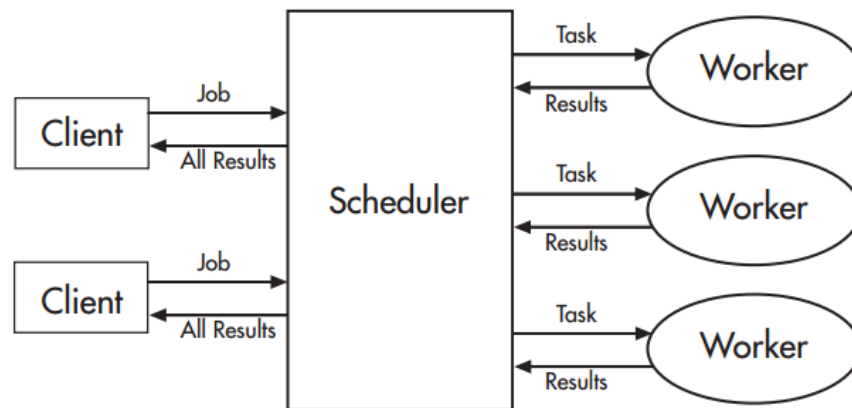 Task
Worker
Results
Job
Client
All Results
Task
Scheduler
Worker
Results
Job
Client
All Results
Task
Worker
Results